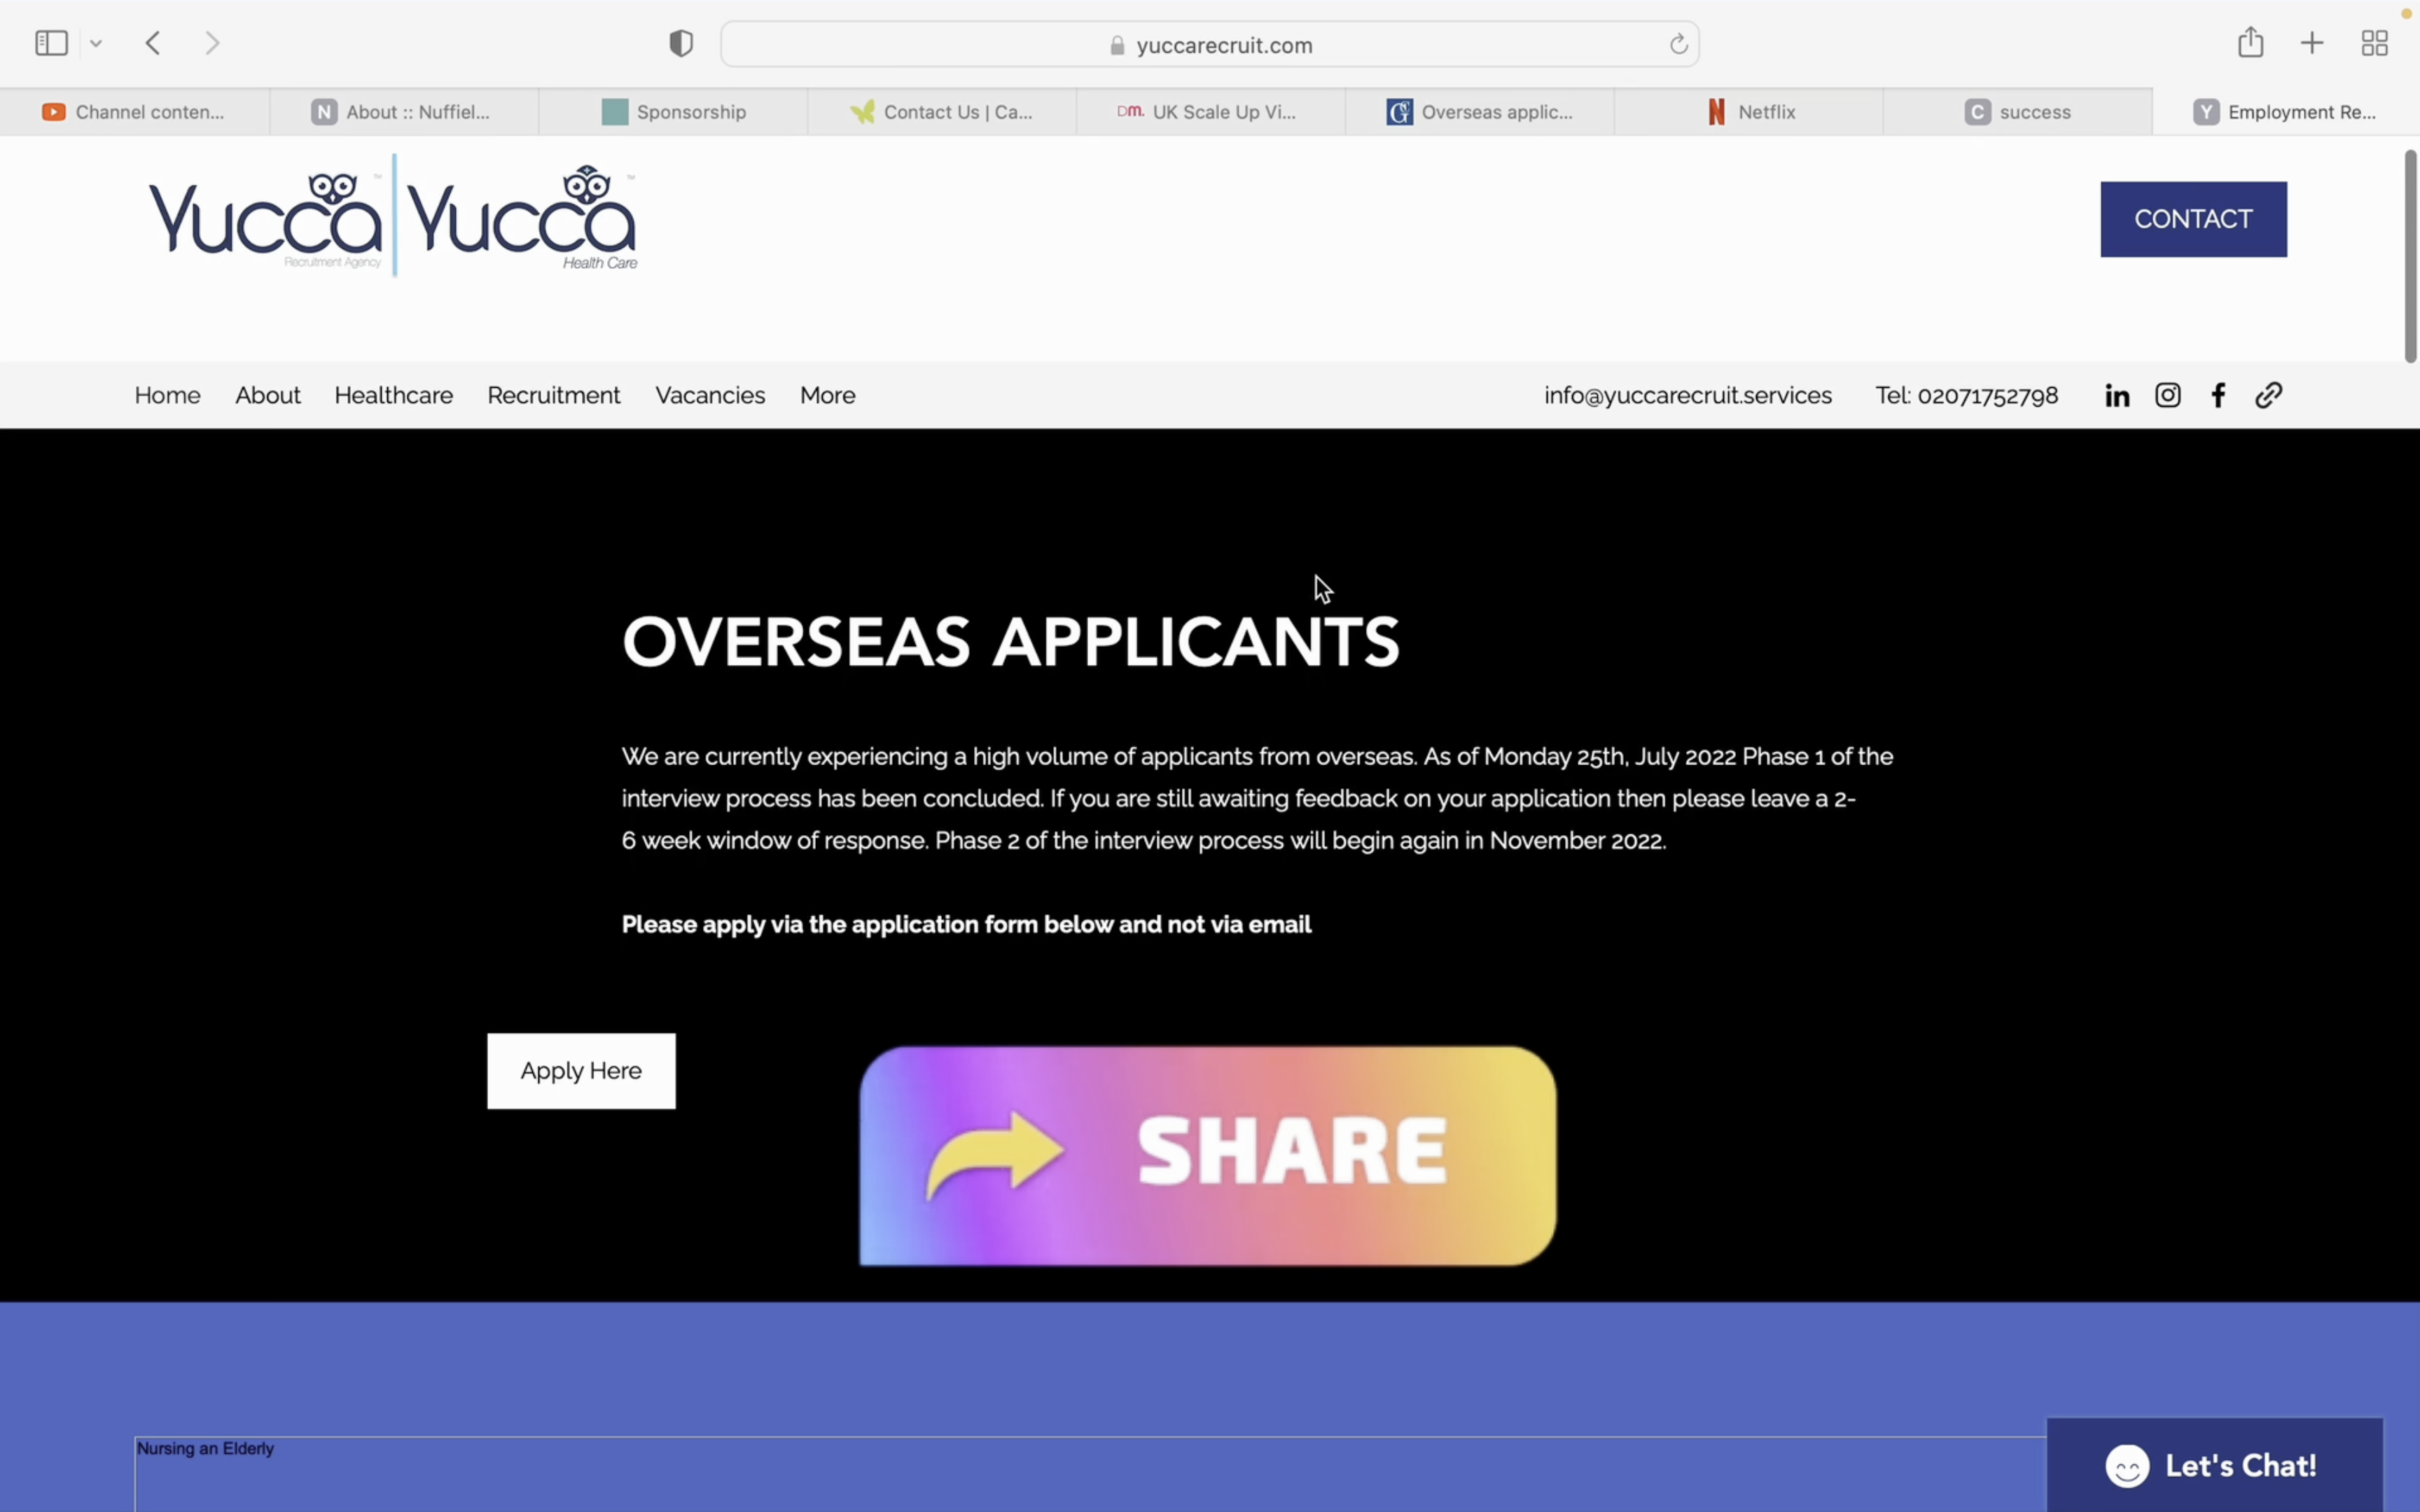 yuccarecruit.com
Channel conten...
N About :: Nuffiel...
Sponsorship
Contact Us | Ca...
DM. UK Scale Up Vi...
G Overseas applic...
N Netflix
C success
Y Employment Re...
Yucca
Recruitment Agency
Yucca
Health Care
CONTACT
Home About Healthcare Recruitment Vacancies More
info@yuccarecruit.services Tel: 02071752798
OVERSEAS APPLICANTS
We are currently experiencing a high volume of applicants from overseas. As of Monday 25th, July 2022 Phase 1 of the
interview process has been concluded. If you are still awaiting feedback on your application then please leave a 2-
6 week window of response. Phase 2 of the interview process will begin again in November 2022.
Please apply via the application form below and not via email
Apply Here
SHARE
Nursing an Elderly
Let's Chat!